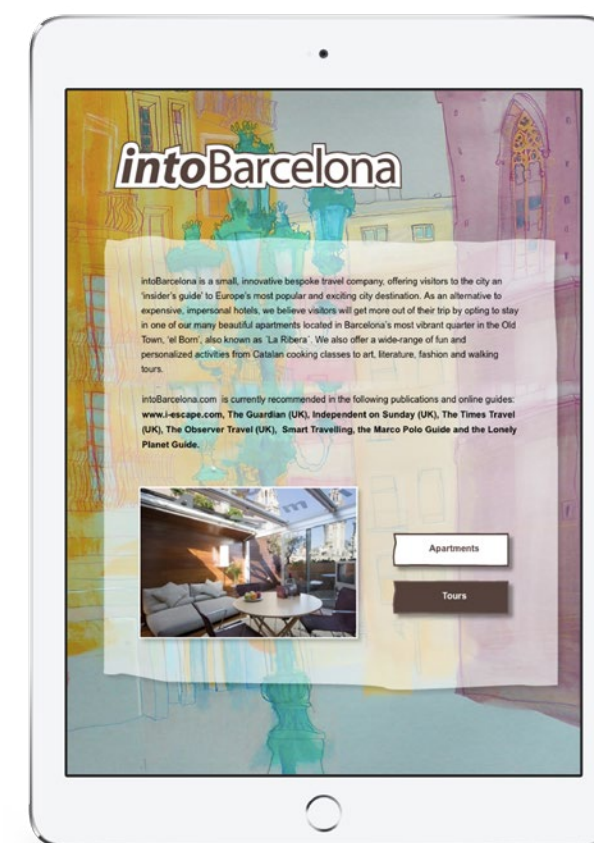 intoBarcelona
intoBarcelona is a small, innovative bespoke travel company, offering visitors to the city an
'insider's guide' to Europe's most popular and exciting city destination. As an alternative to
expensive, impersonal hotels, we believe visitors will get more out of their trip by opting to stay
in one of our many beautiful apartments located in Barcelona's most vibrant quarter in the Old
Town, 'el Born', also known as ´La Ribera´. We also offer a wide-range of fun and
personalized activities from Catalan cooking classes to art, literature, fashion and walking
tours.
intoBarcelona.com is currently recommended in the following publications and online guides:
www.i-escape.com, The Guardian (UK), Independent on Sunday (UK), The Times Travel
(UK), The Observer Travel (UK), Smart Travelling, the Marco Polo Guide and the Lonely
Planet Guide.
Apartments
Tours